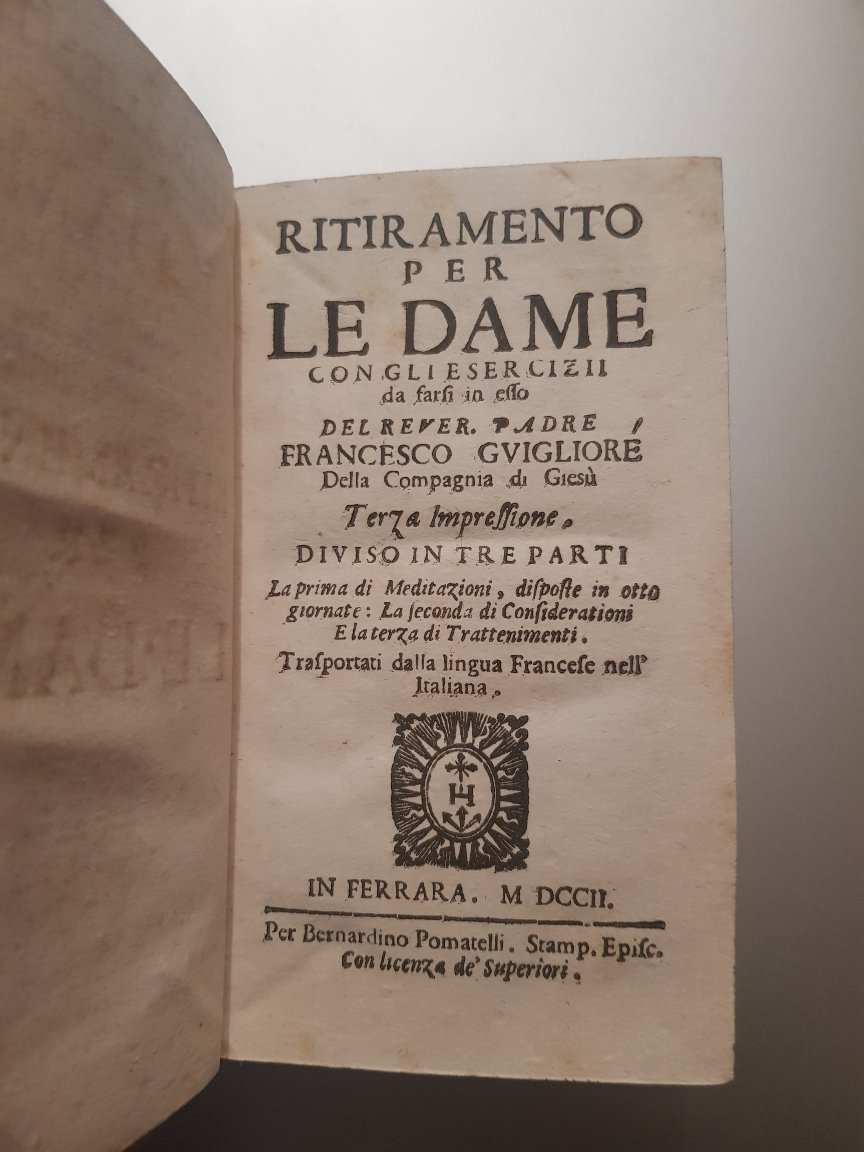 RITIRAMENTO
PER
LE DAME
CON GLI ESERCIZII
da farſi in eſſo
DEL REVER. PADRE
FRANCESCO GVIGLIORÈ
Della Compagnia di Giesù
Terza Impreſſione.
DIVISO IN TRE PARTI
La prima di Meditazioni, diſpoſte in otto
giornate: La ſeconda di Conſiderationi
E la terza di Trattenimenti.
Traſportati dalla lingua Franceſe nell'
Italiana.
IH
IN FERRARA. M DCCII.
Per Bernardino Pomatelli. Stamp. Epiſc.
Con licenza de' Superiori.